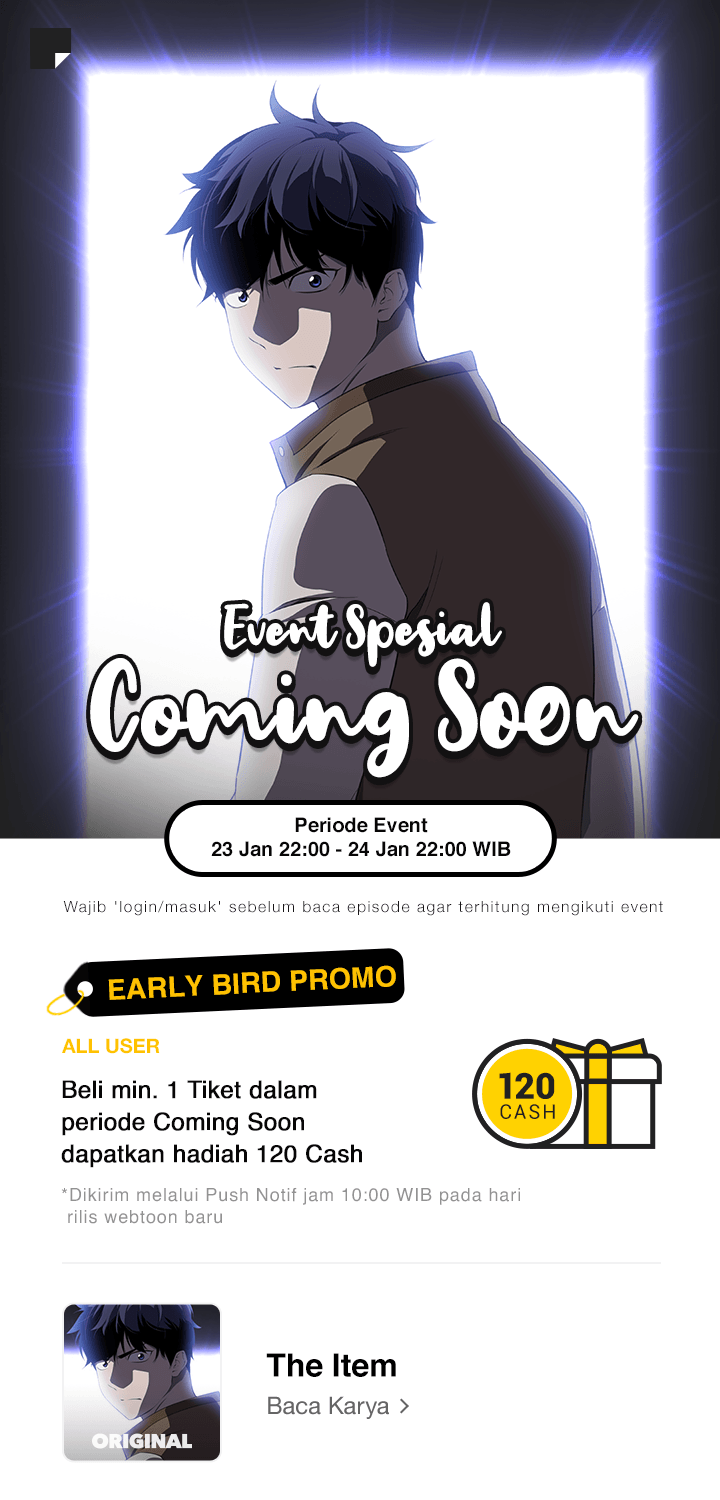 Event Spesial
Coming Soon
Periode Event
23 Jan 22:00 - 24 Jan 22:00 WIB
Wajib 'login/masuk' sebelum baca episode agar terhitung mengikuti event
EARLY BIRD PROMO
ALL USER
Beli min. 1 Tiket dalam
periode Coming Soon
dapatkan hadiah 120 Cash
120
CASH
*Dikirim melalui Push Notif jam 10:00 WIB pada hari
rilis webtoon baru
ORIGINAL
The Item
Baca Karya >